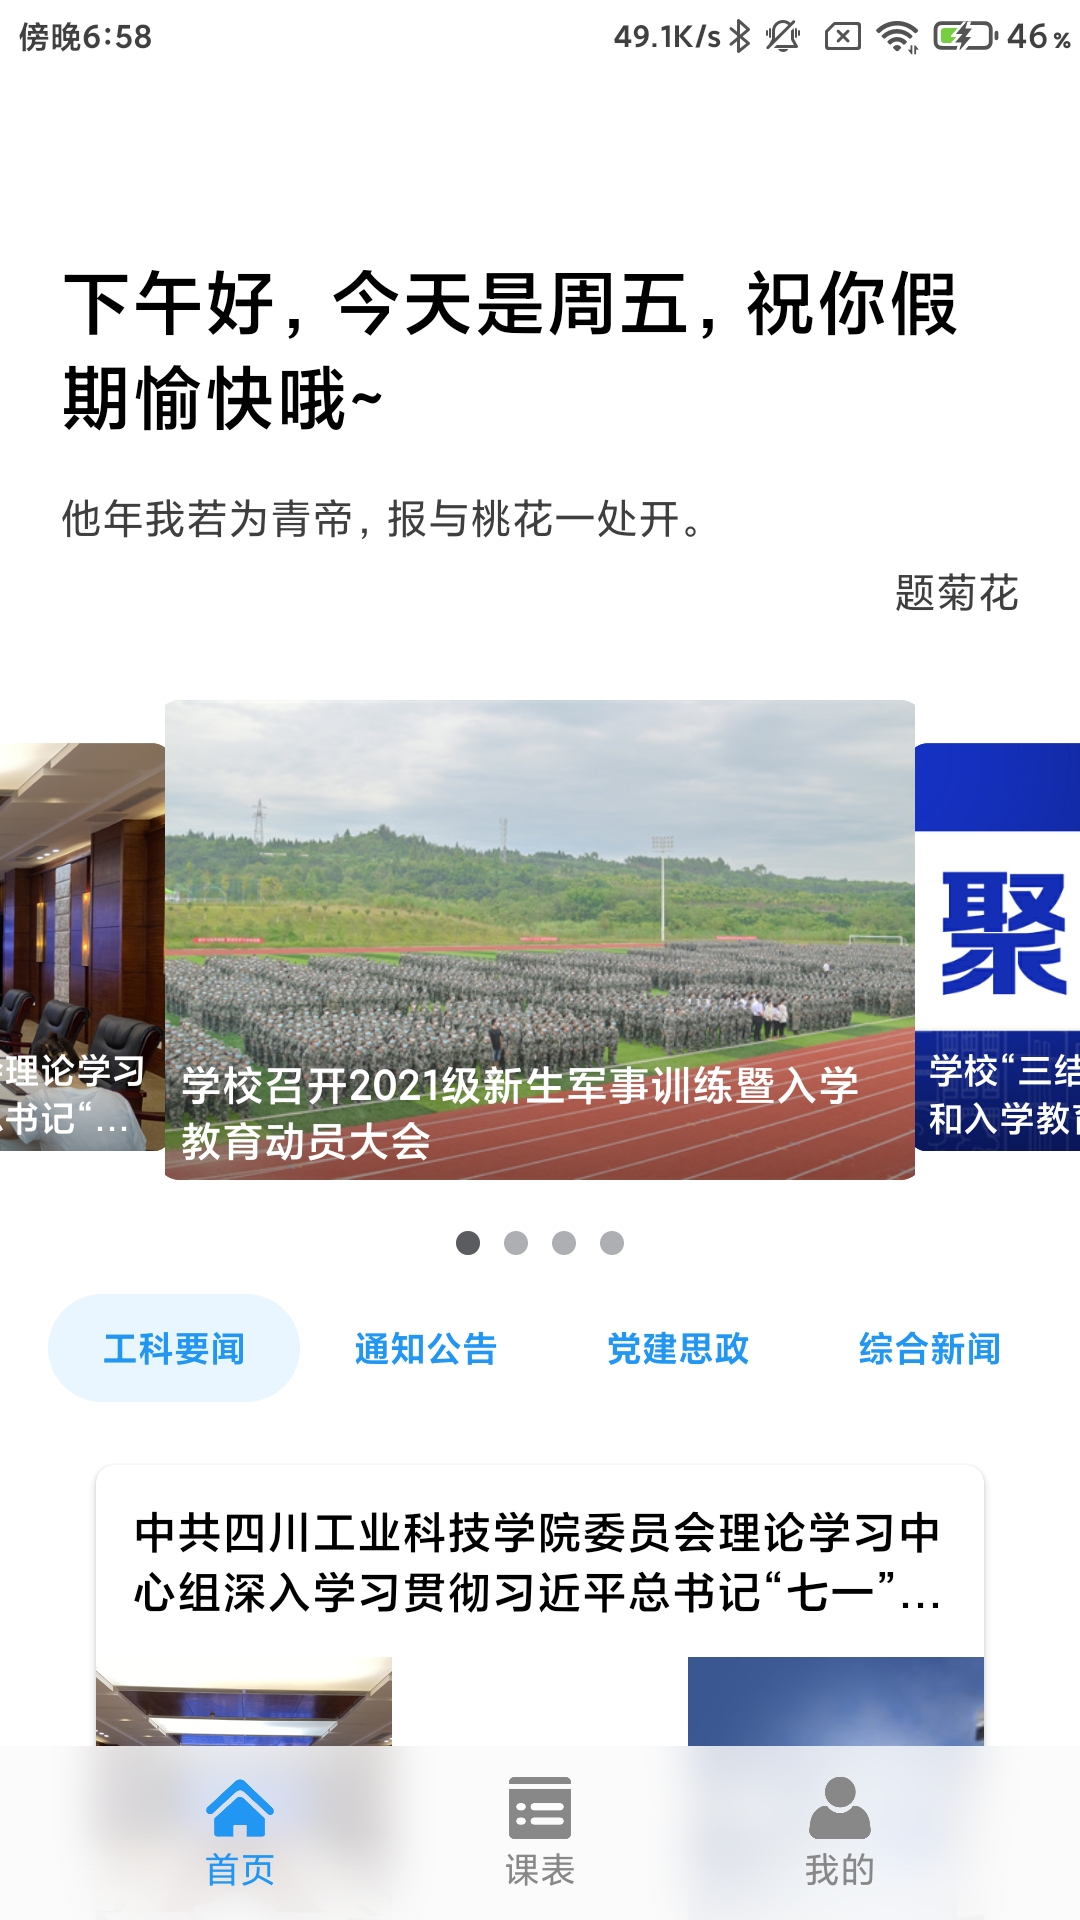 傍晚6:58
49.1K/s
46%
下午好, 今天是周五, 祝你假
期愉快哦~
他年我若为青帝, 报与桃花一处开。
题菊花
理论学习
书记“...
学校召开2021级新生军事训练暨入学
教育动员大会
聚
学校“三结
和入学教育
工科要闻
通知公告
党建思政
综合新闻
中共四川工业科技学院委员会理论学习中
心组深入学习贯彻习近平总书记“七一”...
首页
课表
我的